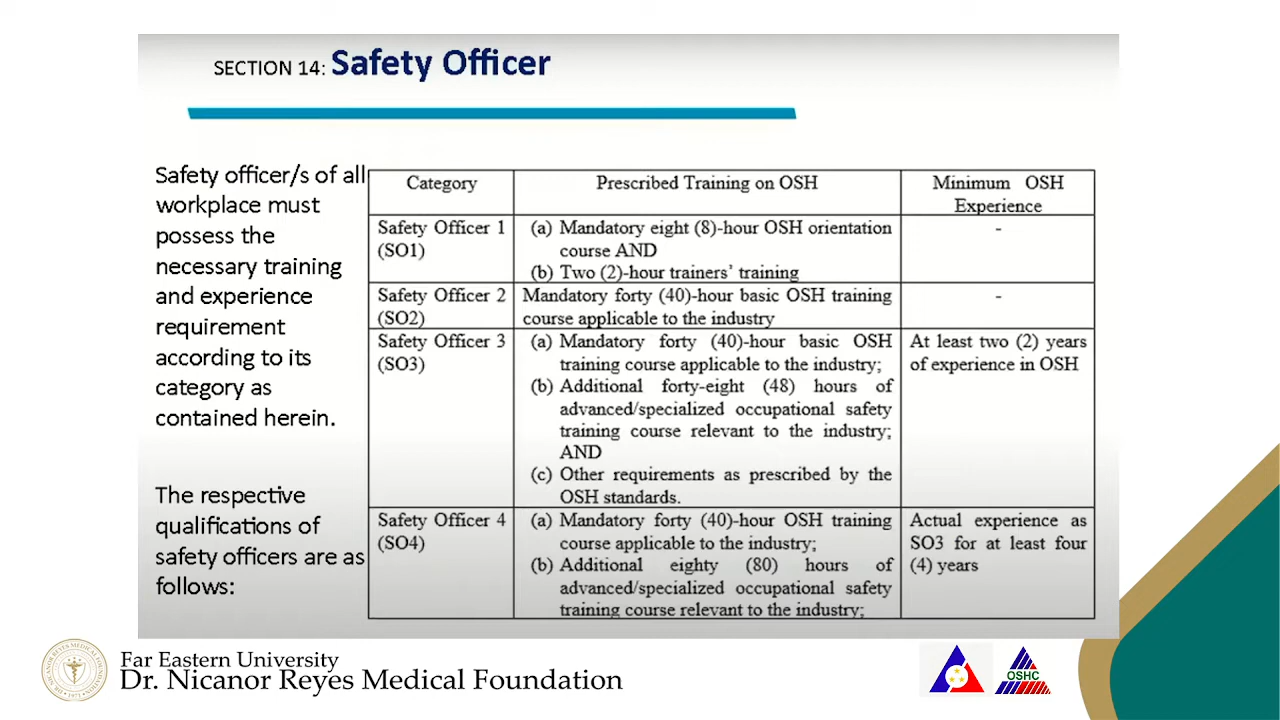 SECTION 14: Safety Officer
Safety officer/s of all
workplace must
possess the
necessary training
and experience
requirement
according to its
category as
contained herein.
The respective
qualifications of
safety officers are as
follows:
Category
Prescribed Training on OSH
Minimum OSH
Experience
Safety Officer 1
(SO1)
(a) Mandatory eight (8)-hour OSH orientation
course AND
(b) Two (2)-hour trainers' training
-
Safety Officer 2
(SO2)
Mandatory forty (40)-hour basic OSH training
course applicable to the industry
-
Safety Officer 3
(SO3)
(a) Mandatory forty (40)-hour basic OSH
training course applicable to the industry;
(b) Additional forty-eight (48) hours of
advanced/specialized occupational safety
training course relevant to the industry;
AND
(c) Other requirements as prescribed by the
OSH standards.
At least two (2) years
of experience in OSH
Safety Officer 4
(SO4)
(a) Mandatory forty (40)-hour OSH training
course applicable to the industry;
(b) Additional eighty (80) hours of
advanced/specialized occupational safety
training course relevant to the industry;
Actual experience as
SO3 for at least four
(4) years
Far Eastern University
Dr. Nicanor Reyes Medical Foundation
OSHC